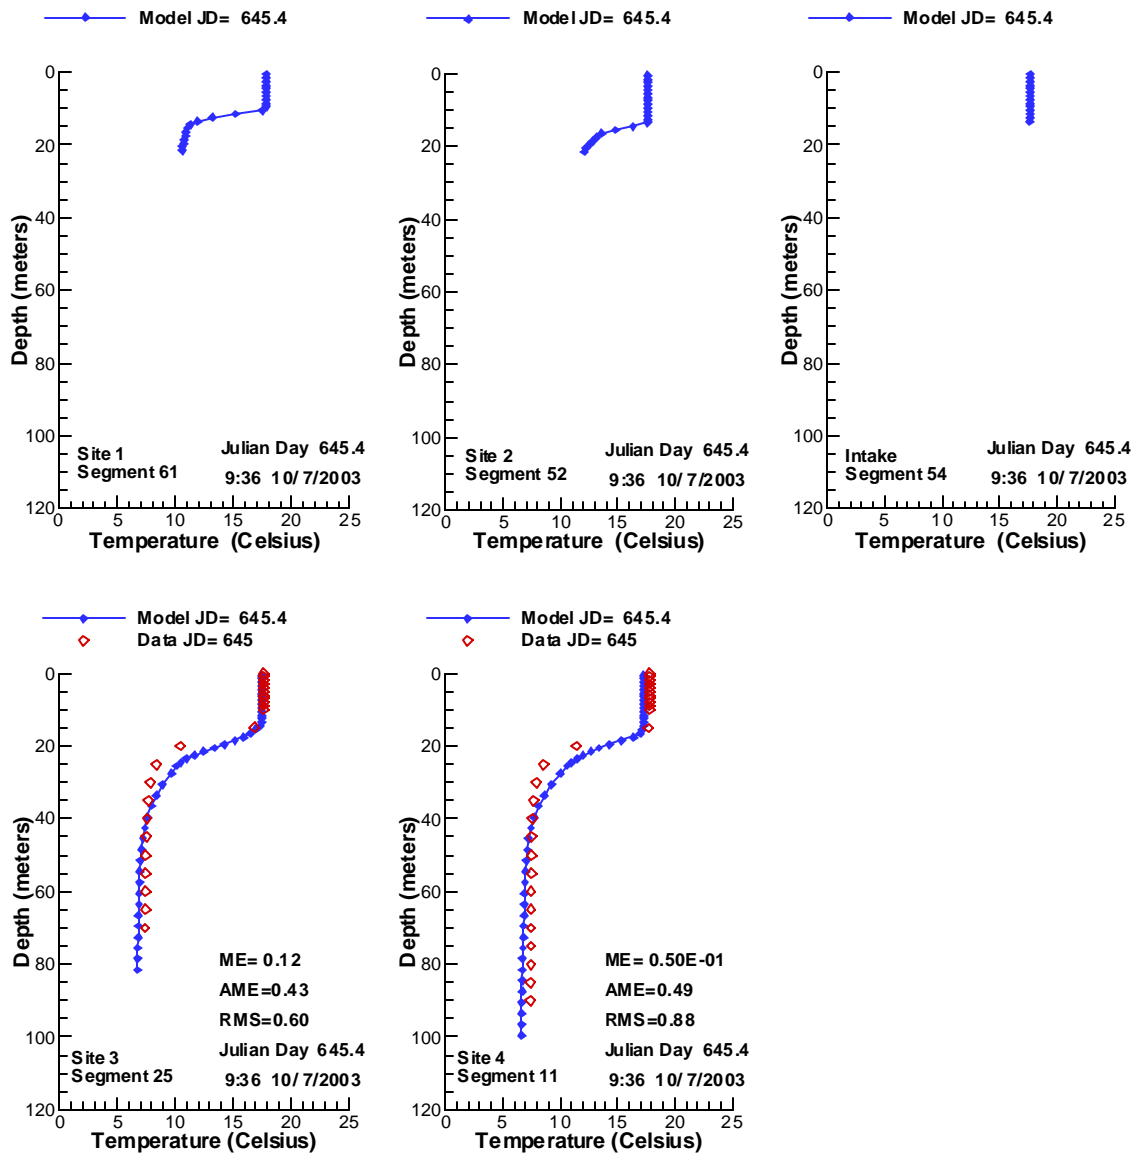 Model JD= 645.4
0
20
40
60
80
100
120
Depth (meters)
Site 1
Segment 61
Julian Day 645.4
9:36 10/7/2003
0 5 10 15 20 25
Temperature (Celsius)
Model JD= 645.4
0
20
40
60
80
100
120
Depth (meters)
Site 2
Segment 52
Julian Day 645.4
9:36 10/7/2003
0 5 10 15 20 25
Temperature (Celsius)
Model JD= 645.4
0
20
40
60
80
100
120
Depth (meters)
Intake
Segment 54
Julian Day 645.4
9:36 10/7/2003
0 5 10 15 20 25
Temperature (Celsius)
Model JD= 645.4
Data JD= 645
0
20
40
60
80
100
120
Depth (meters)
ME= 0.12
AME=0.43
RMS=0.60
Site 3
Segment 25
Julian Day 645.4
9:36 10/7/2003
0 5 10 15 20 25
Temperature (Celsius)
Model JD= 645.4
Data JD= 645
0
20
40
60
80
100
120
Depth (meters)
ME= 0.50E-01
AME=0.49
RMS=0.88
Site 4
Segment 11
Julian Day 645.4
9:36 10/7/2003
0 5 10 15 20 25
Temperature (Celsius)